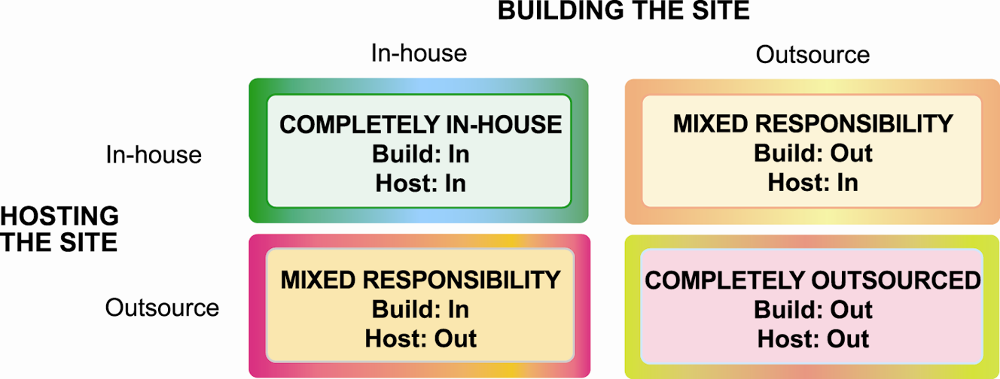 BUILDING THE SITE
In-house
Outsource
In-house
COMPLETELY IN-HOUSE
Build: In
Host: In
MIXED RESPONSIBILITY
Build: Out
Host: In
HOSTING
THE SITE
Outsource
MIXED RESPONSIBILITY
Build: In
Host: Out
COMPLETELY OUTSOURCED
Build: Out
Host: Out